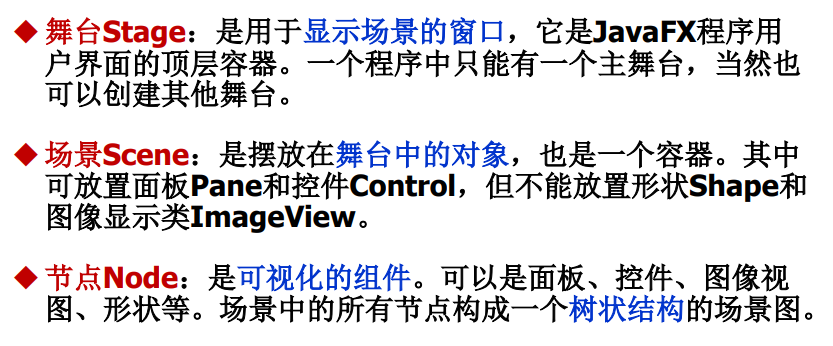 ◆ 舞台Stage：是用于显示场景的窗口，它是JavaFX程序用
户界面的顶层容器。一个程序中只能有一个主舞台，当然也
可以创建其他舞台。
◆ 场景Scene：是摆放在舞台中的对象，也是一个容器。其中
可放置面板Pane和控件Control，但不能放置形状Shape和
图像显示类ImageView。
◆ 节点Node：是可视化的组件。可以是面板、控件、图像视
图、形状等。场景中的所有节点构成一个树状结构的场景图。